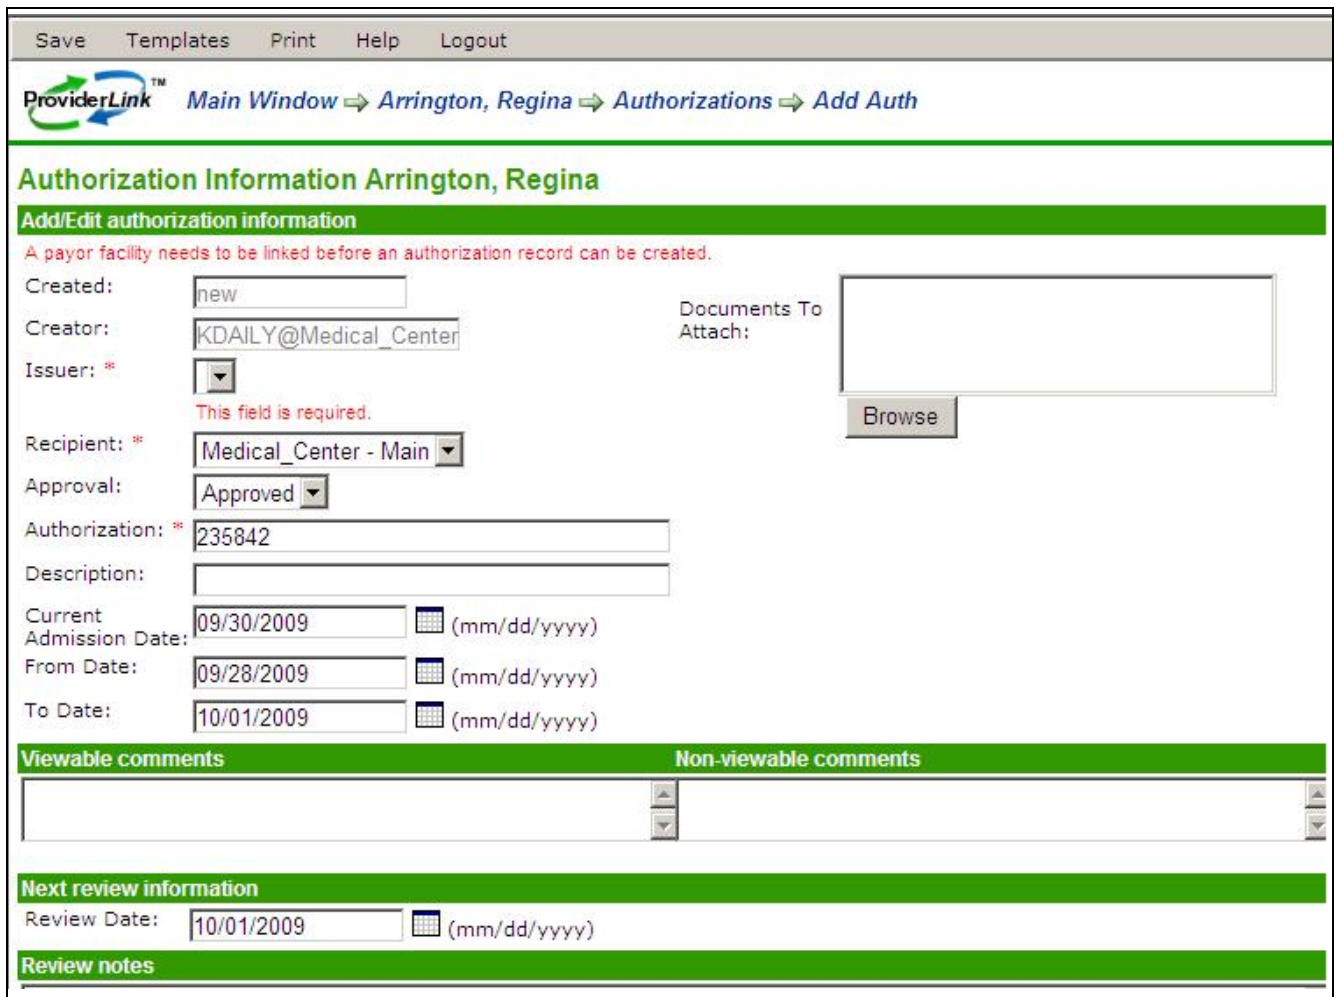 Save Templates Print Help Logout
ProviderLink™ Main Window ⇨ Arrington, Regina ⇨ Authorizations ⇨ Add Auth
Authorization Information Arrington, Regina
Add/Edit authorization information
A payor facility needs to be linked before an authorization record can be created.
Created: new
Creator: KDAILY@Medical_Center
Documents To
Attach:
Issuer: *
This field is required.
Browse
Recipient: * Medical_Center - Main
Approval: Approved
Authorization: * 235842
Description:
Current
Admission Date: 09/30/2009 (mm/dd/yyyy)
From Date: 09/28/2009 (mm/dd/yyyy)
To Date: 10/01/2009 (mm/dd/yyyy)
Viewable comments Non-viewable comments
Next review information
Review Date: 10/01/2009 (mm/dd/yyyy)
Review notes